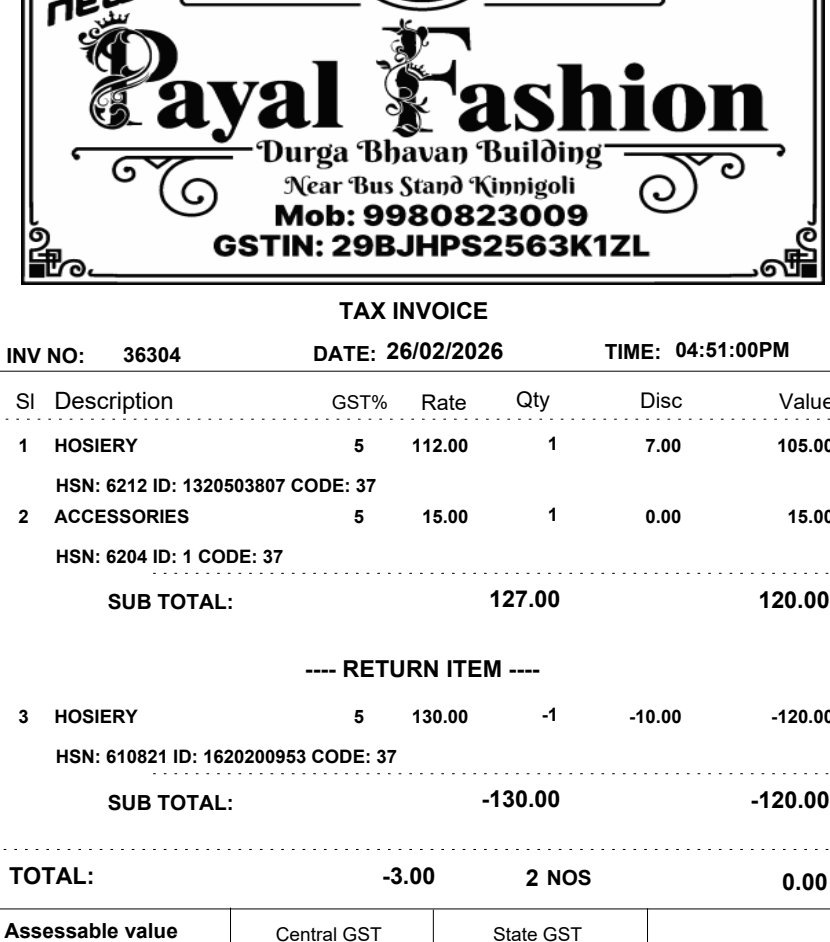 new
Payal Fashion
Durga Bhavan Building
Near Bus Stand Kinnigoli
Mob: 9980823009
GSTIN: 29BJHPS2563K1ZL
TAX INVOICE
INV NO: 36304 DATE: 26/02/2026 TIME: 04:51:00PM
Sl Description GST% Rate Qty Disc Value
1 HOSIERY 5 112.00 1 7.00 105.00
HSN: 6212 ID: 1320503807 CODE: 37
2 ACCESSORIES 5 15.00 1 0.00 15.00
HSN: 6204 ID: 1 CODE: 37
SUB TOTAL: 127.00 120.00
---- RETURN ITEM ----
3 HOSIERY 5 130.00 -1 -10.00 -120.00
HSN: 610821 ID: 1620200953 CODE: 37
SUB TOTAL: -130.00 -120.00
TOTAL: -3.00 2 NOS 0.00
Assessable value Central GST State GST